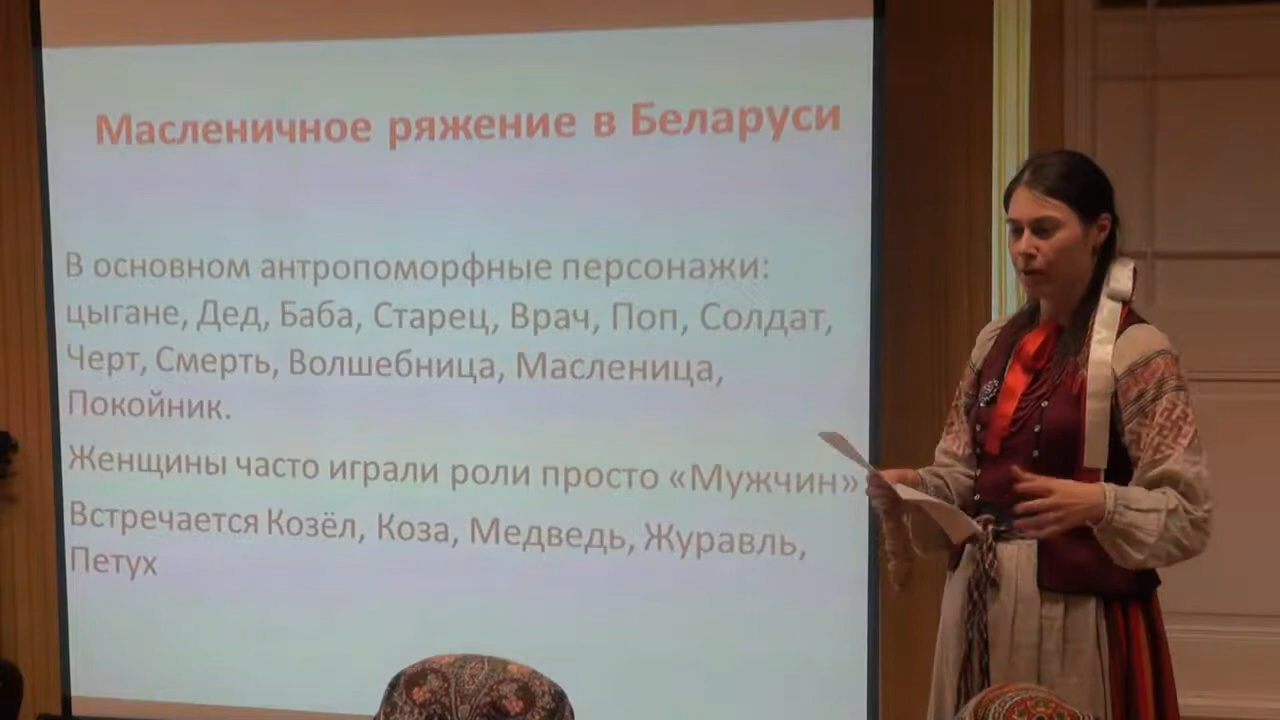 Масленичное ряжение в Беларуси
В основном антропоморфные персонажи:
цыгане, Дед, Баба, Старец, Врач, Поп, Солдат,
Черт, Смерть, Волшебница, Масленица,
Покойник.
Женщины часто играли роли просто «Мужчин»
Встречается Козёл, Коза, Медведь, Журавль,
Петух